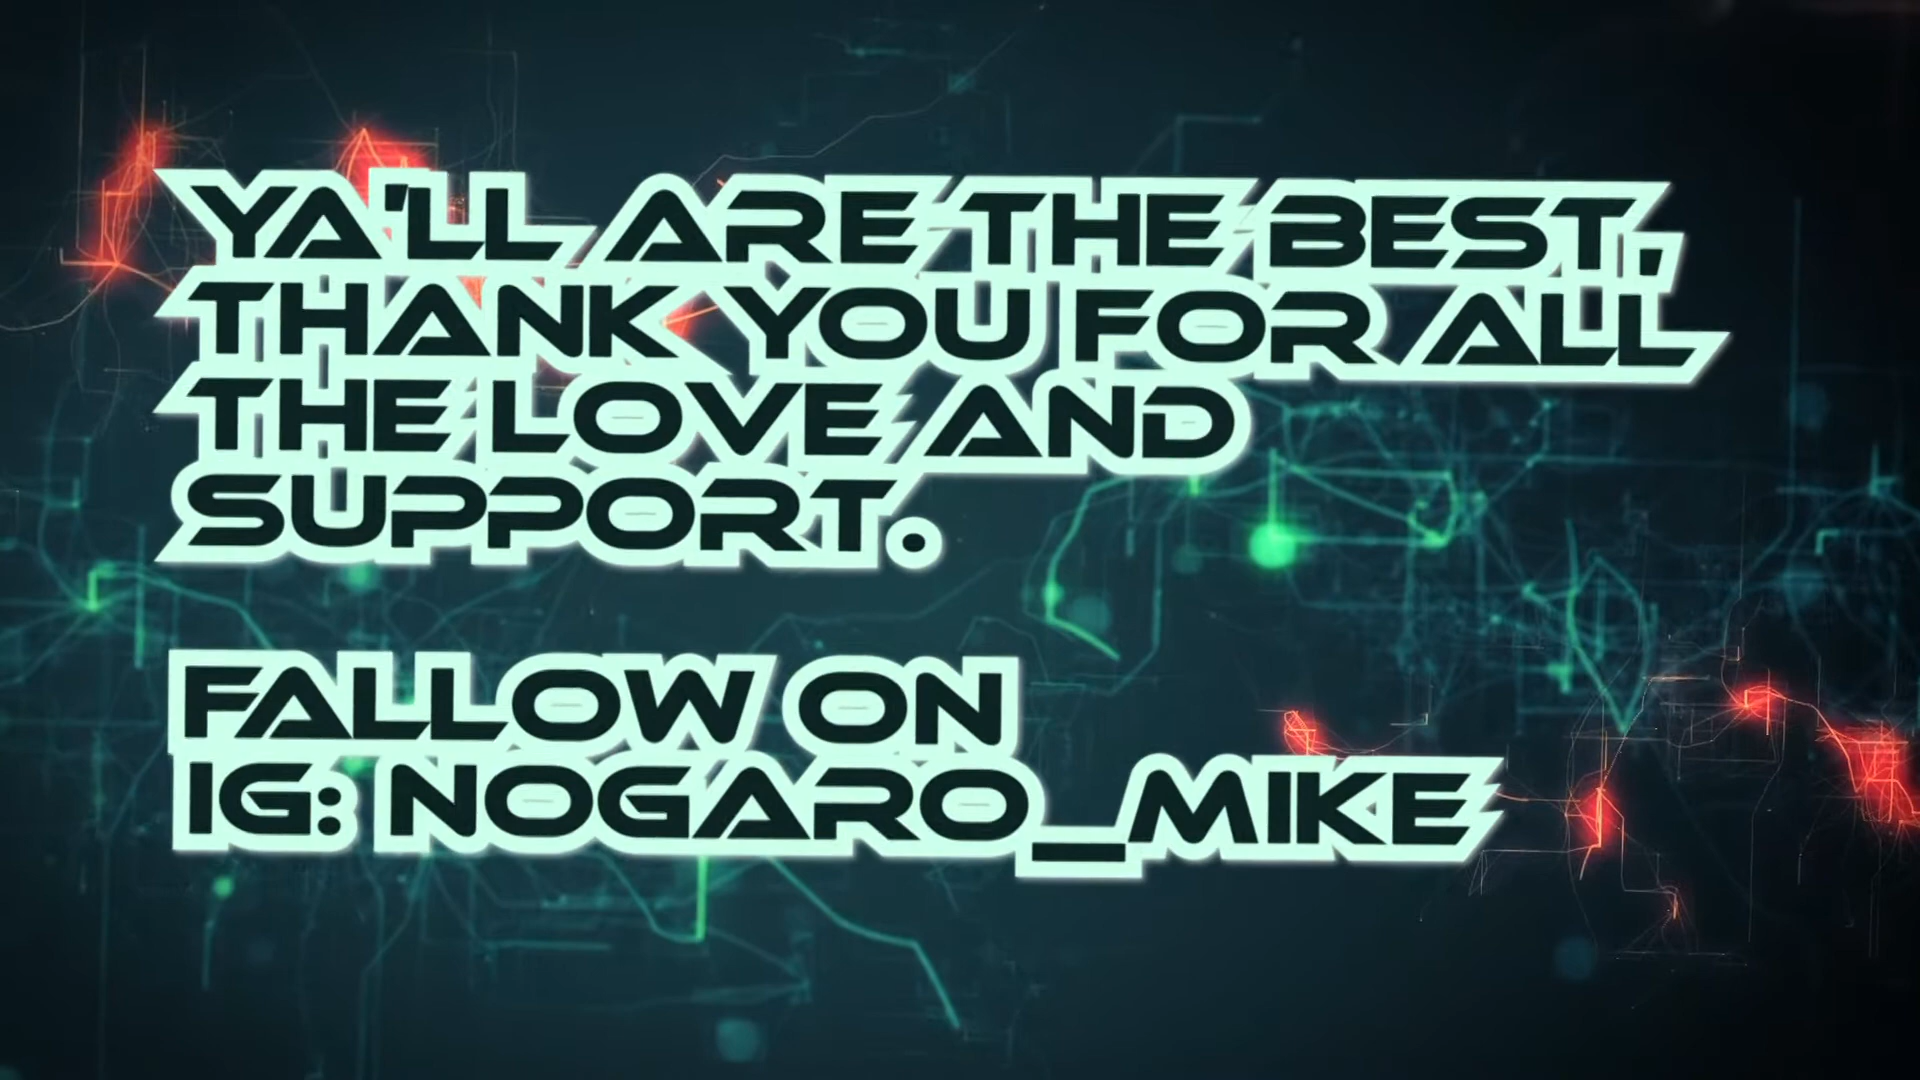 YA'LL ARE THE BEST,
THANK YOU FOR ALL
THE LOVE AND
SUPPORT.
FALLOW ON
IG: NOGARO_MIKE